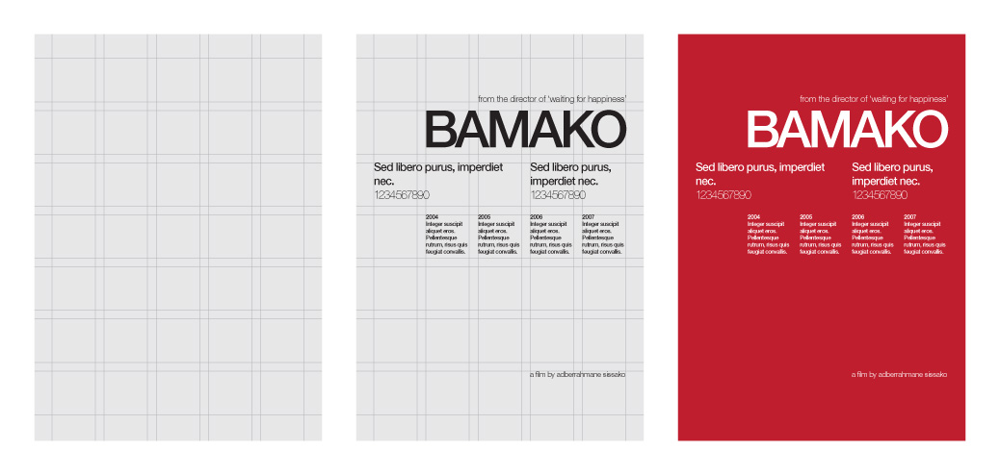 from the director of 'waiting for happiness'
BAMAKO
Sed libero purus, imperdiet
nec.
1234567890
Sed libero purus,
imperdiet nec.
1234567890
2004
Integer suscipit
aliquet eros.
Pellentesque
rutrum, risus quis
feugiat convallis.
2005
Integer suscipit
aliquet eros.
Pellentesque
rutrum, risus quis
feugiat convallis.
2006
Integer suscipit
aliquet eros.
Pellentesque
rutrum, risus quis
feugiat convallis.
2007
Integer suscipit
aliquet eros.
Pellentesque
rutrum, risus quis
feugiat convallis.
a film by adberrahmane sissako
from the director of 'waiting for happiness'
BAMAKO
Sed libero purus, imperdiet
nec.
1234567890
Sed libero purus,
imperdiet nec.
1234567890
2004
Integer suscipit
aliquet eros.
Pellentesque
rutrum, risus quis
feugiat convallis.
2005
Integer suscipit
aliquet eros.
Pellentesque
rutrum, risus quis
feugiat convallis.
2006
Integer suscipit
aliquet eros.
Pellentesque
rutrum, risus quis
feugiat convallis.
2007
Integer suscipit
aliquet eros.
Pellentesque
rutrum, risus quis
feugiat convallis.
a film by adberrahmane sissako